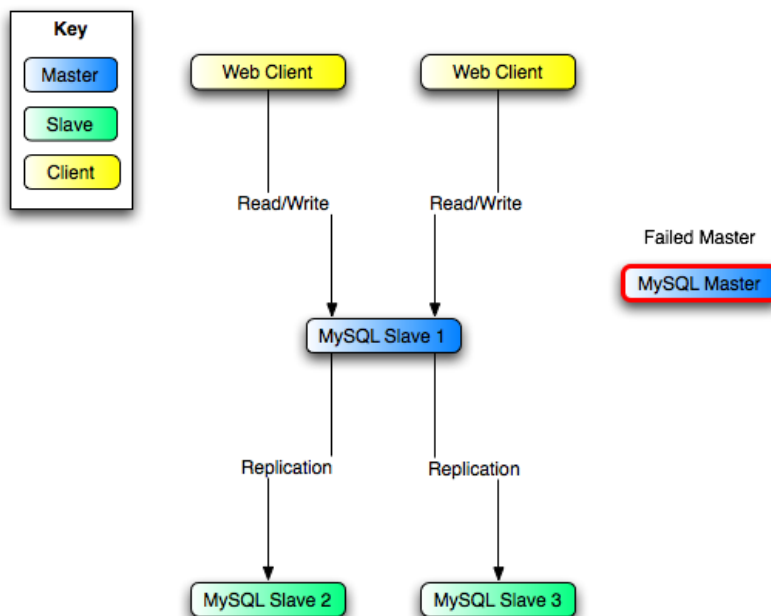 Key
Master
Slave
Client
Web Client
Web Client
Read/Write
Read/Write
Failed Master
MySQL Master
MySQL Slave 1
Replication
Replication
MySQL Slave 2
MySQL Slave 3